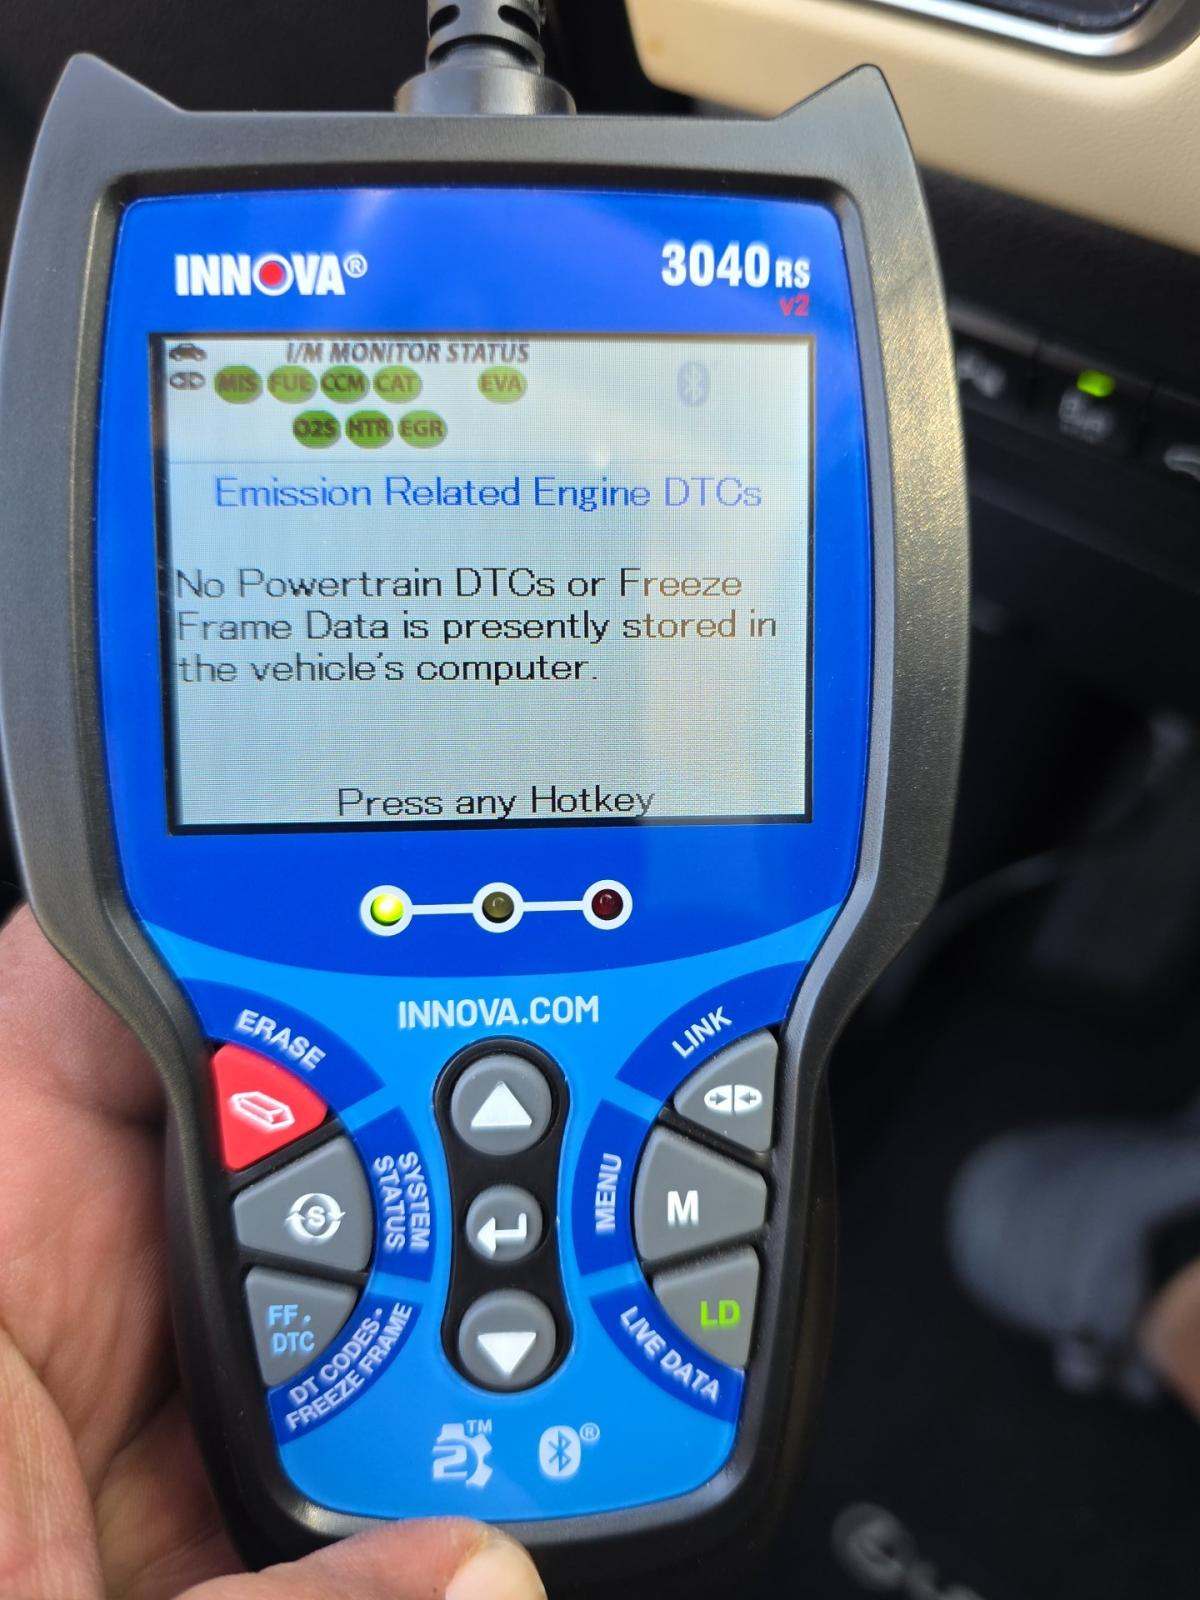 INNOVA®
3040RS
v2
I/M MONITOR STATUS
MIS FUE CCM CAT EVA
O2S HTR EGR
Emission Related Engine DTCs
No Powertrain DTCs or Freeze
Frame Data is presently stored in
the vehicle's computer.
Press any Hotkey
INNOVA.COM
ERASE
LINK
S
SYSTEM
STATUS
MENU
M
FF.
DTC
DT CODES•
FREEZE FRAME
LD
LIVE DATA
2 TM
®